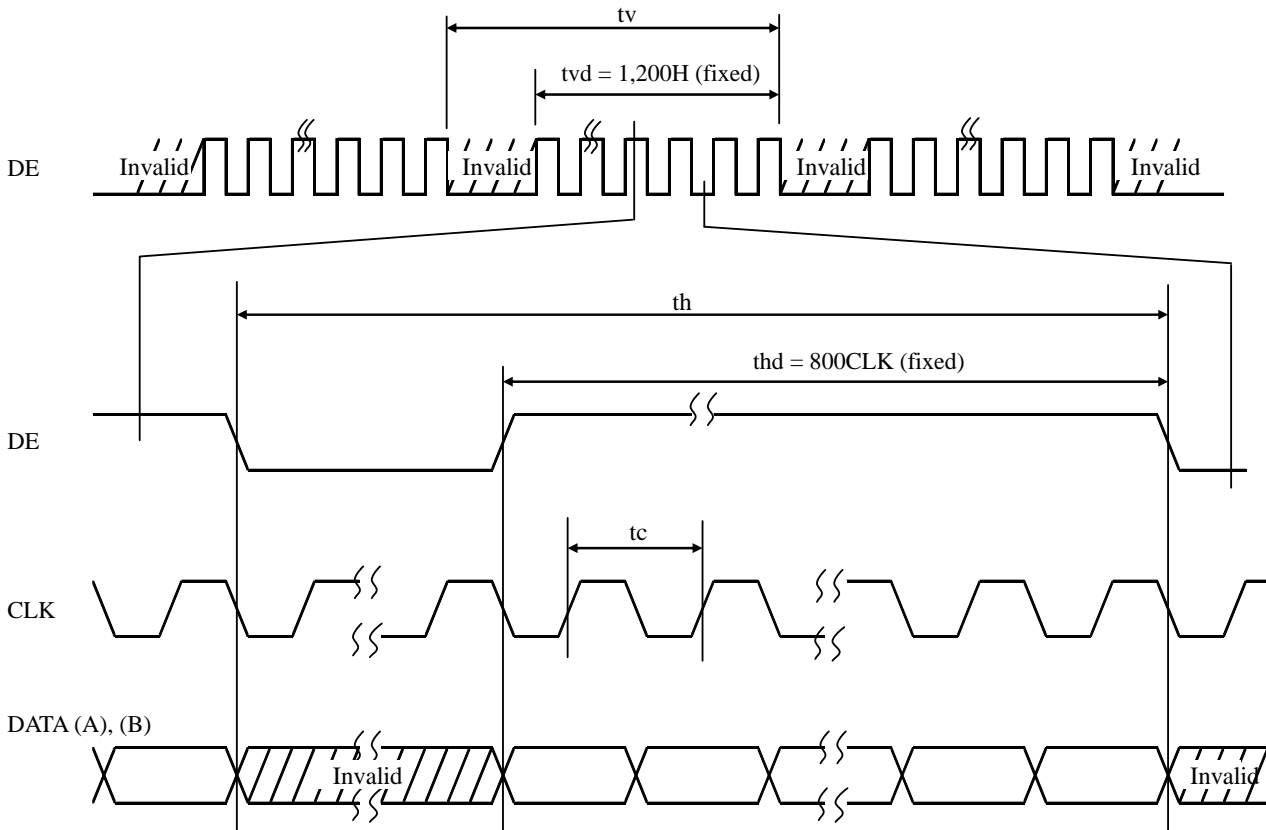 tv
tvd = 1,200H (fixed)
DE
Invalid
Invalid
Invalid
Invalid
th
thd = 800CLK (fixed)
DE
tc
CLK
DATA (A), (B)
Invalid
Invalid